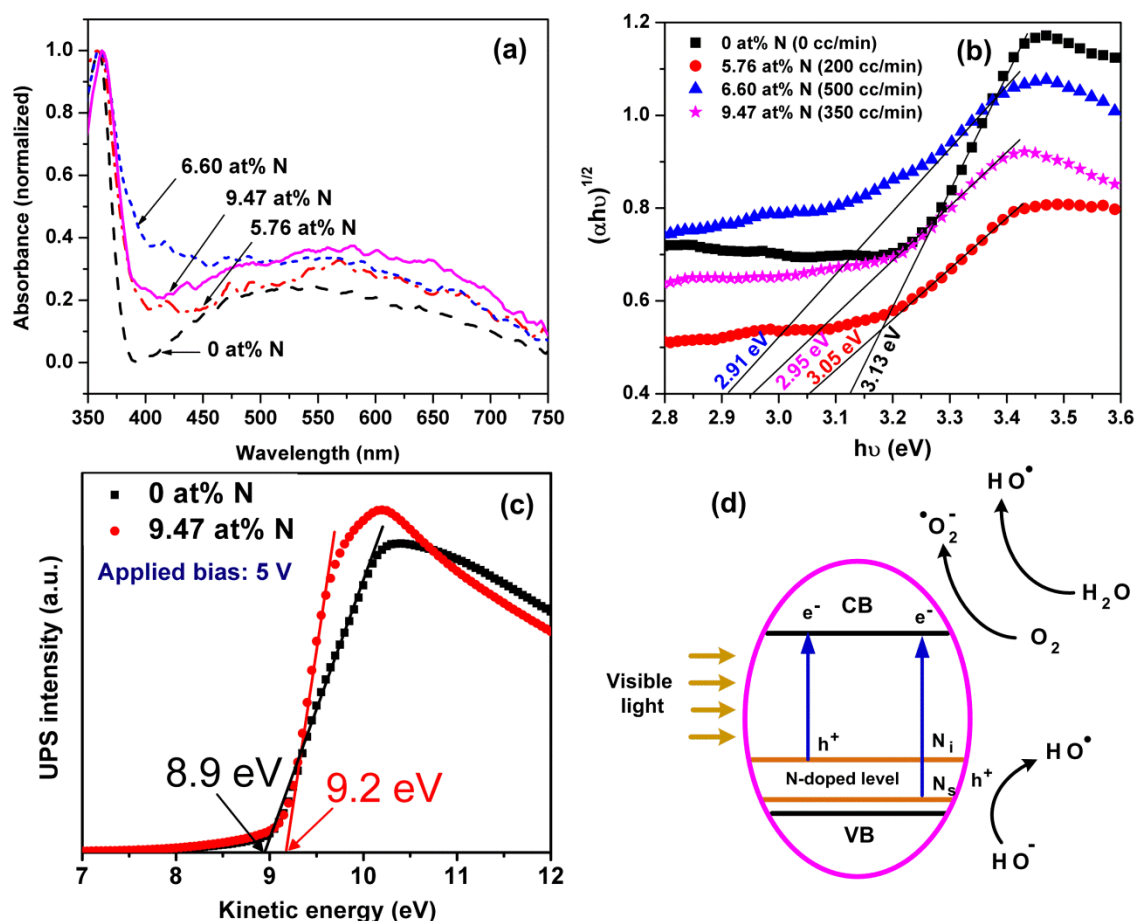 (a)
Absorbance (normalized)
1.0
0.8
0.6
0.4
0.2
0.0
6.60 at% N
9.47 at% N
5.76 at% N
0 at% N
350 400 450 500 550 600 650 700 750
Wavelength (nm)
(b)
(αhυ)^1/2
1.2
1.0
0.8
0.6
0.4
0 at% N (0 cc/min)
5.76 at% N (200 cc/min)
6.60 at% N (500 cc/min)
9.47 at% N (350 cc/min)
2.91 eV
2.95 eV
3.05 eV
3.13 eV
2.8 2.9 3.0 3.1 3.2 3.3 3.4 3.5 3.6
hυ (eV)
(c)
UPS intensity (a.u.)
0 at% N
9.47 at% N
Applied bias: 5 V
8.9 eV
9.2 eV
7 8 9 10 11 12
Kinetic energy (eV)
(d)
HO•
•O₂⁻
H₂O
O₂
CB
e⁻ e⁻
Visible
light
h⁺ Nᵢ
N-doped level Nₛ h⁺
VB
HO•
HO⁻